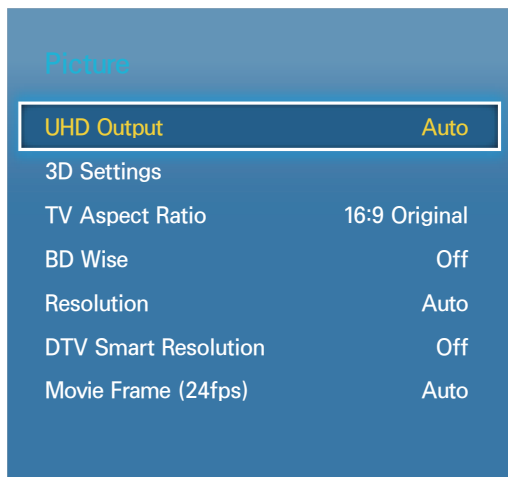 Picture
UHD Output Auto
3D Settings
TV Aspect Ratio 16:9 Original
BD Wise Off
Resolution Auto
DTV Smart Resolution Off
Movie Frame (24fps) Auto